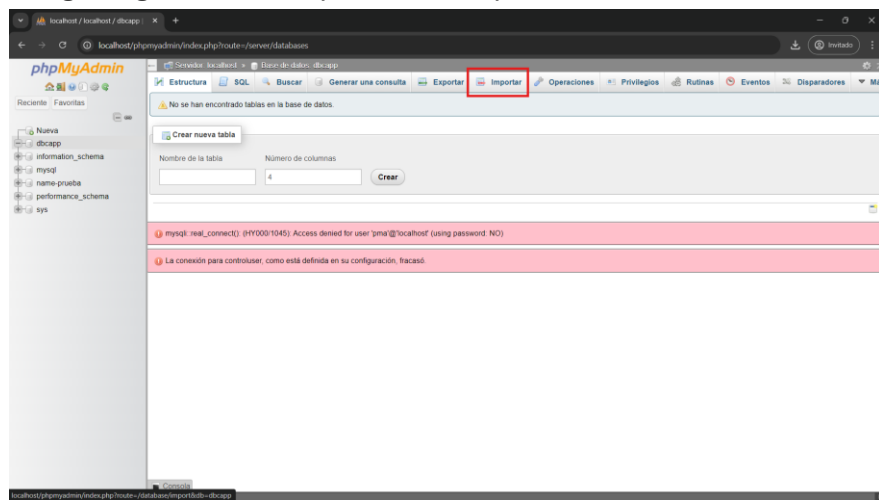 localhost / localhost / dbcapp |
Invitado
localhost/phpmyadmin/index.php?route=/server/databases
phpMyAdmin
Reciente Favoritas
Nueva
dbcapp
information_schema
mysql
name-prueba
performance_schema
sys
Servidor: localhost » Base de datos: dbcapp
Estructura SQL Buscar Generar una consulta Exportar Importar Operaciones Privilegios Rutinas Eventos Disparadores
No se han encontrado tablas en la base de datos.
Crear nueva tabla
Nombre de la tabla Número de columnas
4 Crear
mysqli::real_connect(): (HY000/1045): Access denied for user 'pma'@'localhost' (using password: NO)
La conexión para controluser, como está definida en su configuración, fracasó.
Consola
localhost/phpmyadmin/index.php?route=/database/import&db=dbcapp